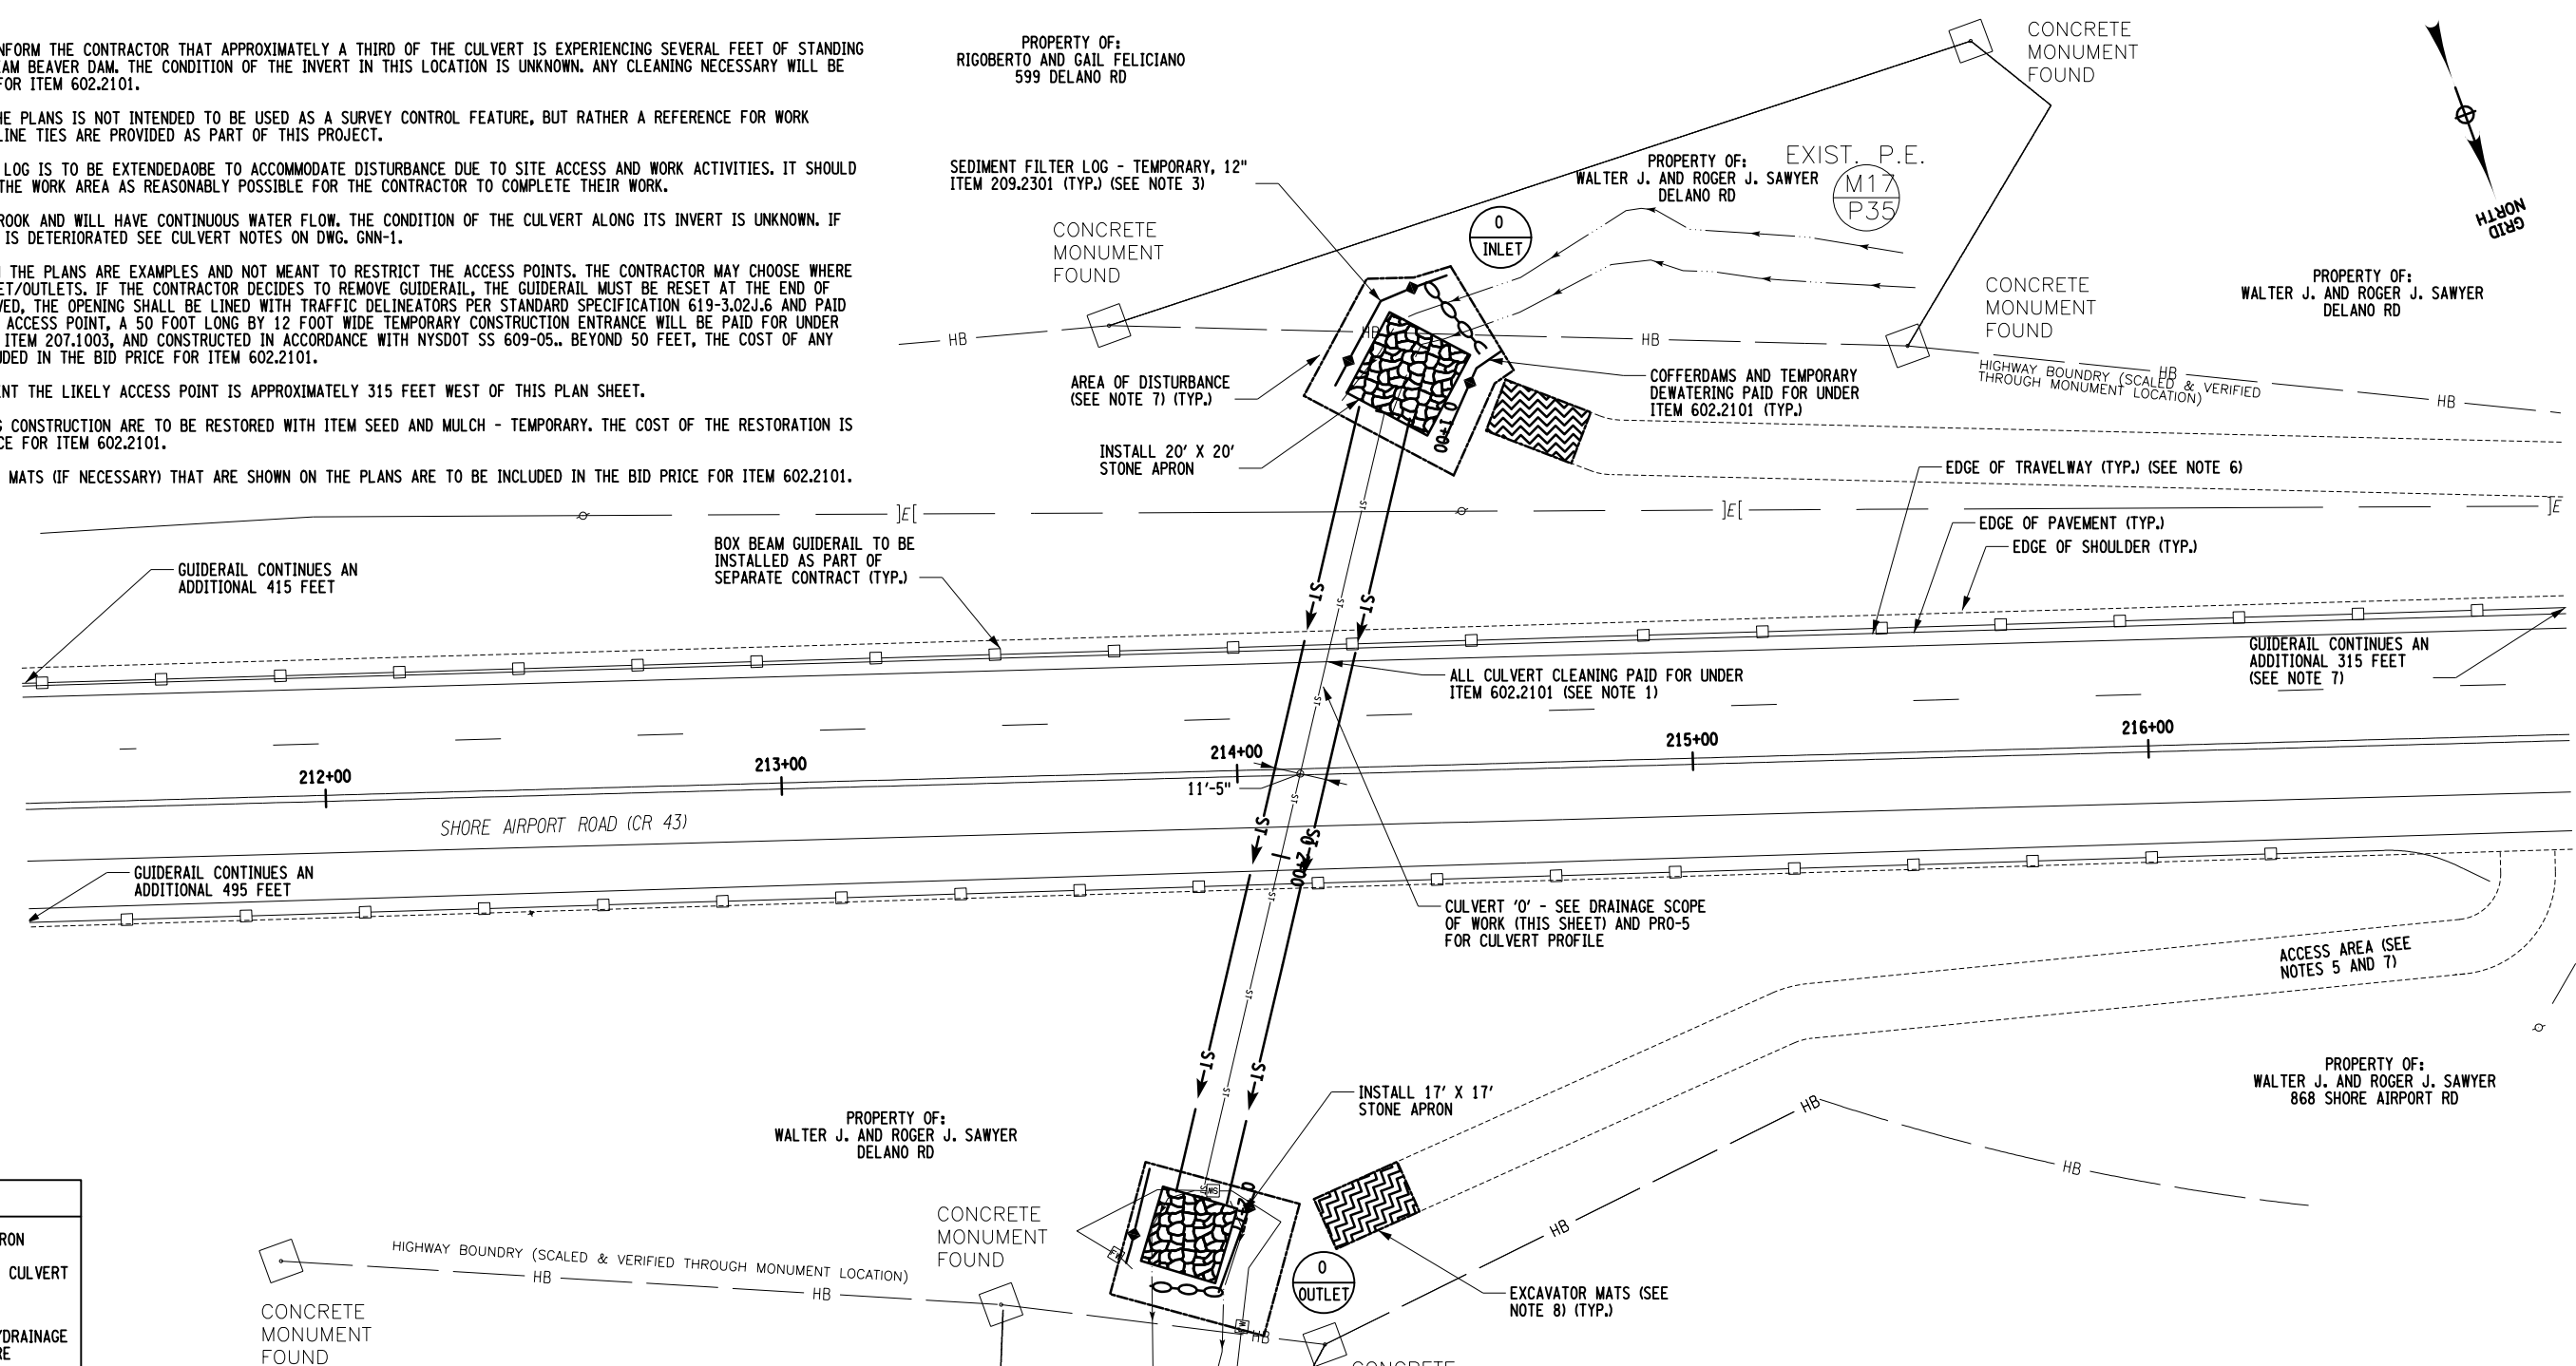 NFORM THE CONTRACTOR THAT APPROXIMATELY A THIRD OF THE CULVERT IS EXPERIENCING SEVERAL FEET OF STANDING
AM BEAVER DAM. THE CONDITION OF THE INVERT IN THIS LOCATION IS UNKNOWN. ANY CLEANING NECESSARY WILL BE
FOR ITEM 602.2101.
HE PLANS IS NOT INTENDED TO BE USED AS A SURVEY CONTROL FEATURE, BUT RATHER A REFERENCE FOR WORK
LINE TIES ARE PROVIDED AS PART OF THIS PROJECT.
LOG IS TO BE EXTENDEDAOBE TO ACCOMMODATE DISTURBANCE DUE TO SITE ACCESS AND WORK ACTIVITIES. IT SHOULD
THE WORK AREA AS REASONABLY POSSIBLE FOR THE CONTRACTOR TO COMPLETE THEIR WORK.
ROOK AND WILL HAVE CONTINUOUS WATER FLOW. THE CONDITION OF THE CULVERT ALONG ITS INVERT IS UNKNOWN. IF
IS DETERIORATED SEE CULVERT NOTES ON DWG. GNN-1.
THE PLANS ARE EXAMPLES AND NOT MEANT TO RESTRICT THE ACCESS POINTS. THE CONTRACTOR MAY CHOOSE WHERE
ET/OUTLETS. IF THE CONTRACTOR DECIDES TO REMOVE GUIDERAIL, THE GUIDERAIL MUST BE RESET AT THE END OF
VED, THE OPENING SHALL BE LINED WITH TRAFFIC DELINEATORS PER STANDARD SPECIFICATION 619-3.02J.6 AND PAID
ACCESS POINT, A 50 FOOT LONG BY 12 FOOT WIDE TEMPORARY CONSTRUCTION ENTRANCE WILL BE PAID FOR UNDER
ITEM 207.1003, AND CONSTRUCTED IN ACCORDANCE WITH NYSDOT SS 609-05.. BEYOND 50 FEET, THE COST OF ANY
UDED IN THE BID PRICE FOR ITEM 602.2101.
ENT THE LIKELY ACCESS POINT IS APPROXIMATELY 315 FEET WEST OF THIS PLAN SHEET.
G CONSTRUCTION ARE TO BE RESTORED WITH ITEM SEED AND MULCH - TEMPORARY. THE COST OF THE RESTORATION IS
CE FOR ITEM 602.2101.
MATS (IF NECESSARY) THAT ARE SHOWN ON THE PLANS ARE TO BE INCLUDED IN THE BID PRICE FOR ITEM 602.2101.
PROPERTY OF:
RIGOBERTO AND GAIL FELICIANO
599 DELANO RD
CONCRETE
MONUMENT
FOUND
GRID
NORTH
SEDIMENT FILTER LOG - TEMPORARY, 12"
ITEM 209.2301 (TYP.) (SEE NOTE 3)
PROPERTY OF:
WALTER J. AND ROGER J. SAWYER
DELANO RD
EXIST. P.E.
M17
P35
CONCRETE
MONUMENT
FOUND
0
INLET
CONCRETE
MONUMENT
FOUND
PROPERTY OF:
WALTER J. AND ROGER J. SAWYER
DELANO RD
HB
HB
HB
HB
HB
HIGHWAY BOUNDARY (SCALED & VERIFIED
THROUGH MONUMENT LOCATION)
AREA OF DISTURBANCE
(SEE NOTE 7) (TYP.)
COFFERDAMS AND TEMPORARY
DEWATERING PAID FOR UNDER
ITEM 602.2101 (TYP.)
O 1+00
INSTALL 20' X 20'
STONE APRON
EDGE OF TRAVELWAY (TYP.) (SEE NOTE 6)
]E[
]E[
]E
EDGE OF PAVEMENT (TYP.)
EDGE OF SHOULDER (TYP.)
BOX BEAM GUIDERAIL TO BE
INSTALLED AS PART OF
SEPARATE CONTRACT (TYP.)
GUIDERAIL CONTINUES AN
ADDITIONAL 415 FEET
ST
ST
ST
ST
GUIDERAIL CONTINUES AN
ADDITIONAL 315 FEET
(SEE NOTE 7)
ALL CULVERT CLEANING PAID FOR UNDER
ITEM 602.2101 (SEE NOTE 1)
ST
212+00
213+00
214+00
215+00
216+00
11'-5"
ST
SHORE AIRPORT ROAD (CR 43)
ST
ST
O 2+00
ST
GUIDERAIL CONTINUES AN
ADDITIONAL 495 FEET
CULVERT 'O' - SEE DRAINAGE SCOPE
OF WORK (THIS SHEET) AND PRO-5
FOR CULVERT PROFILE
ACCESS AREA (SEE
NOTES 5 AND 7)
ST
ST
ST
ST
PROPERTY OF:
WALTER J. AND ROGER J. SAWYER
868 SHORE AIRPORT RD
INSTALL 17' X 17'
STONE APRON
PROPERTY OF:
WALTER J. AND ROGER J. SAWYER
DELANO RD
HB
HB
HB
CONCRETE
MONUMENT
FOUND
HIGHWAY BOUNDRY (SCALED & VERIFIED THROUGH MONUMENT LOCATION)
HB
HB
HB
0
OUTLET
EXCAVATOR MATS (SEE
NOTE 8) (TYP.)
CONCRETE
MONUMENT
FOUND
RON
CULVERT
/DRAINAGE
RE